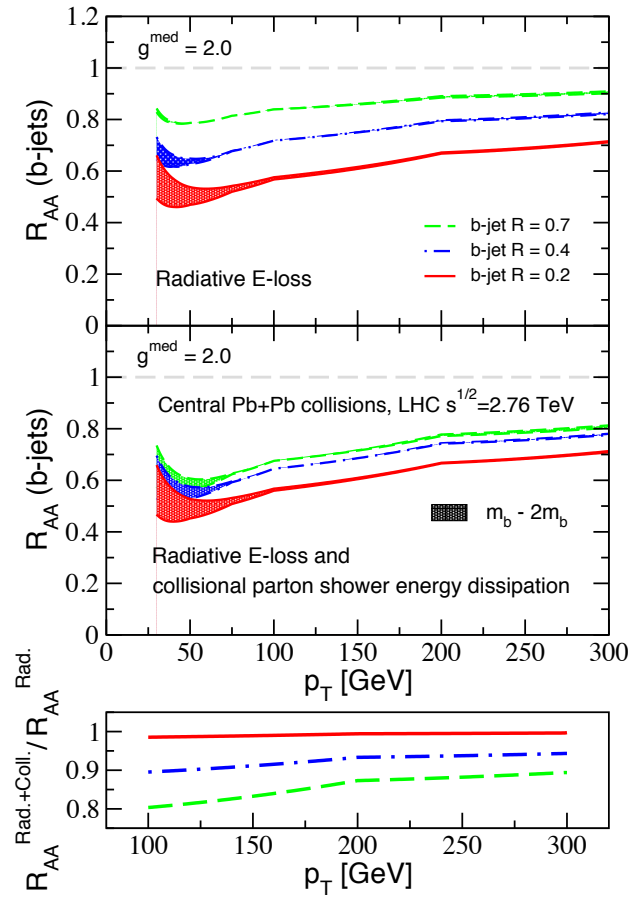 1.2
g^med = 2.0
1
0.8
0.6
0.4
0.2
0
R_AA (b-jets)
b-jet R = 0.7
b-jet R = 0.4
b-jet R = 0.2
Radiative E-loss
g^med = 2.0
1
0.8
0.6
0.4
0.2
0
R_AA (b-jets)
Central Pb+Pb collisions, LHC s^1/2=2.76 TeV
m_b - 2m_b
Radiative E-loss and
collisional parton shower energy dissipation
0 50 100 150 200 250 300
p_T [GeV]
R_AA^Rad.+Coll. / R_AA^Rad.
1
0.9
0.8
100 150 200 250 300
p_T [GeV]